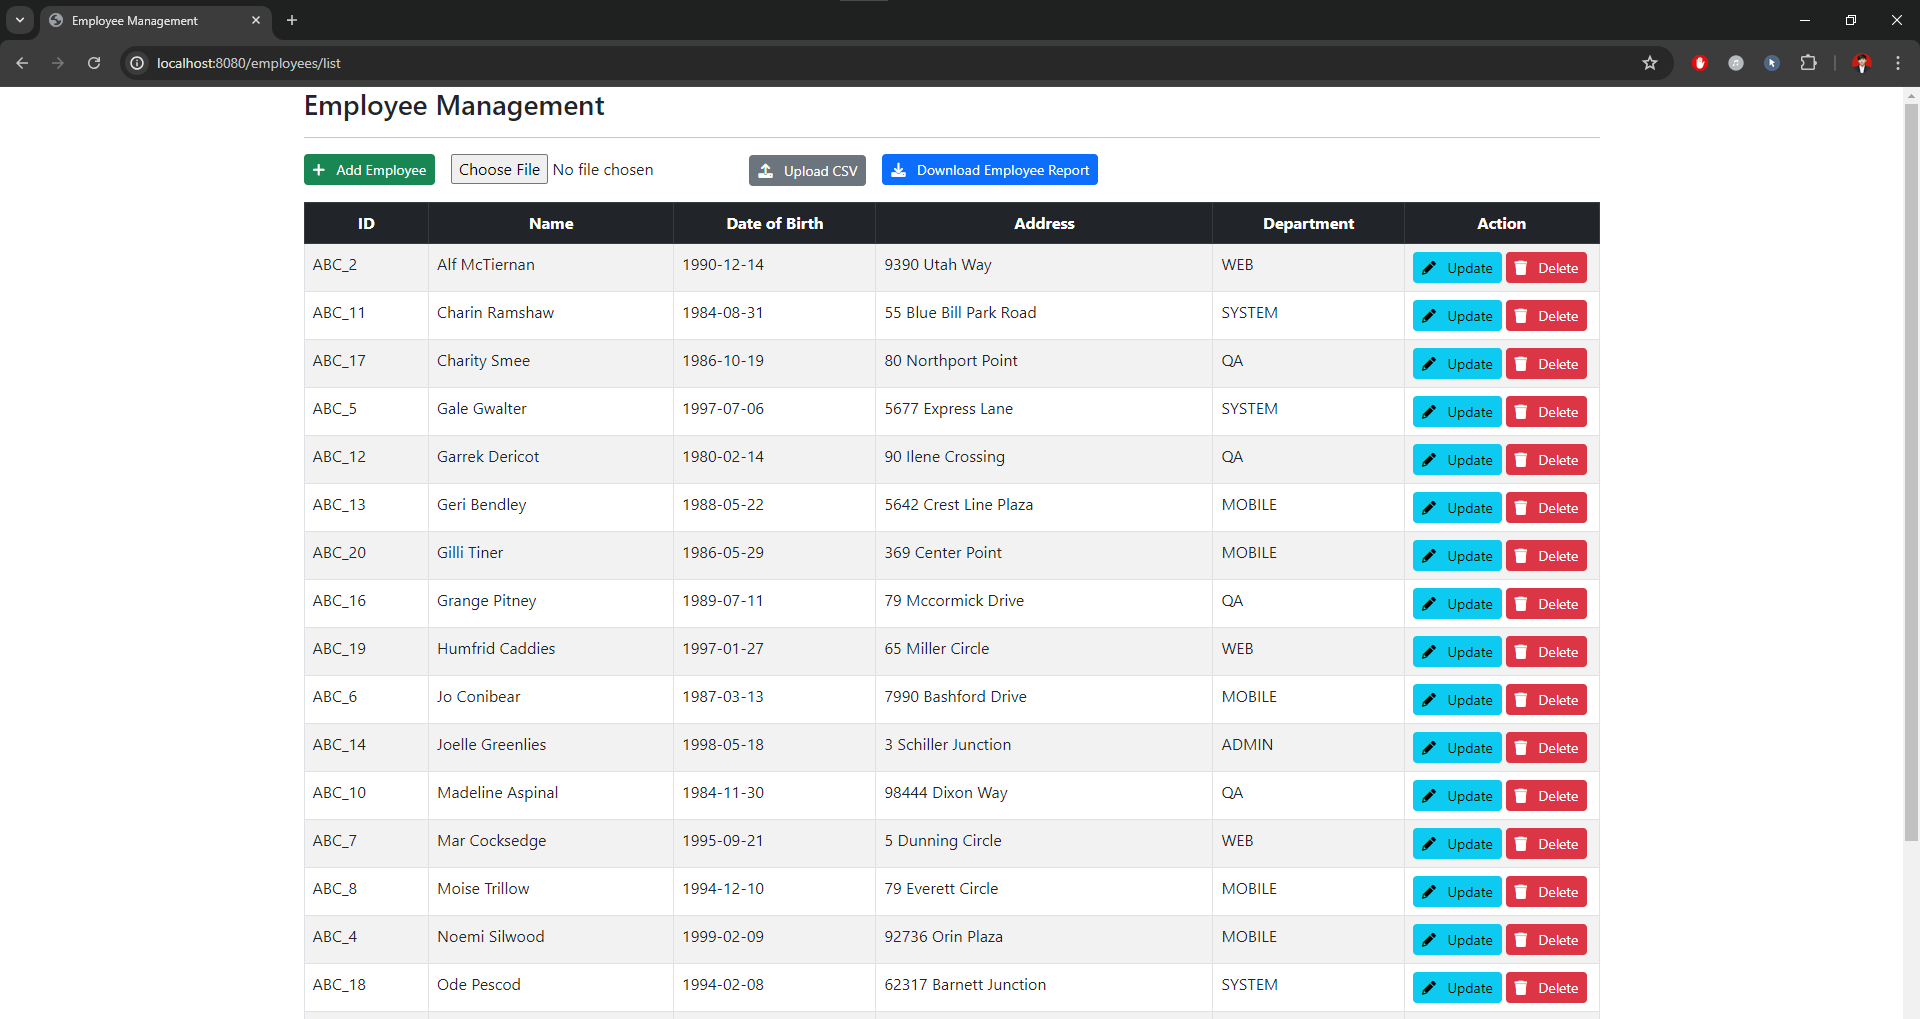 Employee Management
localhost:8080/employees/list
Employee Management
Add Employee Choose File No file chosen Upload CSV Download Employee Report
ID Name Date of Birth Address Department Action
ABC_2 Alf McTiernan 1990-12-14 9390 Utah Way WEB Update Delete
ABC_11 Charin Ramshaw 1984-08-31 55 Blue Bill Park Road SYSTEM Update Delete
ABC_17 Charity Smee 1986-10-19 80 Northport Point QA Update Delete
ABC_5 Gale Gwalter 1997-07-06 5677 Express Lane SYSTEM Update Delete
ABC_12 Garrek Dericot 1980-02-14 90 Ilene Crossing QA Update Delete
ABC_13 Geri Bendley 1988-05-22 5642 Crest Line Plaza MOBILE Update Delete
ABC_20 Gilli Tiner 1986-05-29 369 Center Point MOBILE Update Delete
ABC_16 Grange Pitney 1989-07-11 79 Mccormick Drive QA Update Delete
ABC_19 Humfrid Caddies 1997-01-27 65 Miller Circle WEB Update Delete
ABC_6 Jo Conibear 1987-03-13 7990 Bashford Drive MOBILE Update Delete
ABC_14 Joelle Greenlies 1998-05-18 3 Schiller Junction ADMIN Update Delete
ABC_10 Madeline Aspinal 1984-11-30 98444 Dixon Way QA Update Delete
ABC_7 Mar Cocksedge 1995-09-21 5 Dunning Circle WEB Update Delete
ABC_8 Moise Trillow 1994-12-10 79 Everett Circle MOBILE Update Delete
ABC_4 Noemi Silwood 1999-02-09 92736 Orin Plaza MOBILE Update Delete
ABC_18 Ode Pescod 1994-02-08 62317 Barnett Junction SYSTEM Update Delete